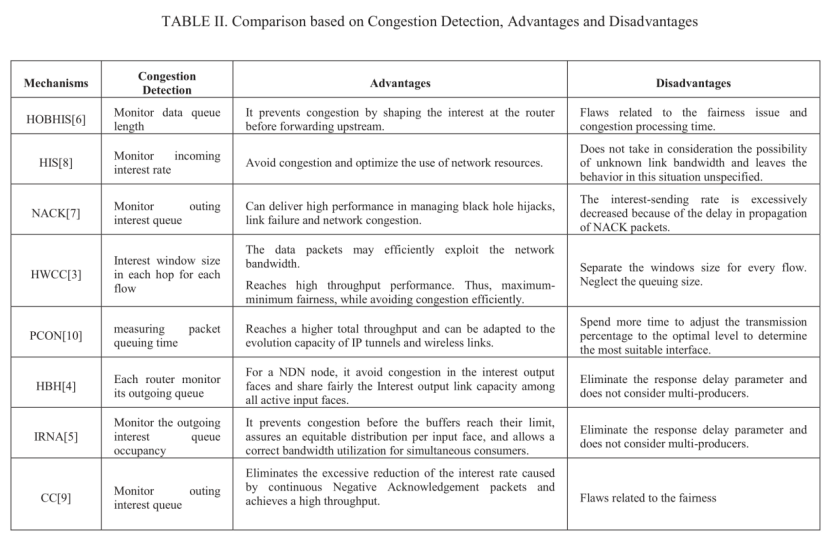 TABLE II. Comparison based on Congestion Detection, Advantages and Disadvantages
Mechanisms
Congestion
Detection
Advantages
Disadvantages
HOBHIS[6]
Monitor data queue
length
It prevents congestion by shaping the interest at the router
before forwarding upstream.
Flaws related to the fairness issue and
congestion processing time.
HIS[8]
Monitor incoming
interest rate
Avoid congestion and optimize the use of network resources.
Does not take in consideration the possibility
of unknown link bandwidth and leaves the
behavior in this situation unspecified.
NACK[7]
Monitor outing
interest queue
Can deliver high performance in managing black hole hijacks,
link failure and network congestion.
The interest-sending rate is excessively
decreased because of the delay in propagation
of NACK packets.
HWCC[3]
Interest window size
in each hop for each
flow
The data packets may efficiently exploit the network
bandwidth.
Reaches high throughput performance. Thus, maximum-
minimum fairness, while avoiding congestion efficiently.
Separate the windows size for every flow.
Neglect the queuing size.
PCON[10]
measuring packet
queuing time
Reaches a higher total throughput and can be adapted to the
evolution capacity of IP tunnels and wireless links.
Spend more time to adjust the transmission
percentage to the optimal level to determine
the most suitable interface.
HBH[4]
Each router monitor
its outgoing queue
For a NDN node, it avoid congestion in the interest output
faces and share fairly the Interest output link capacity among
all active input faces.
Eliminate the response delay parameter and
does not consider multi-producers.
IRNA[5]
Monitor the outgoing
interest queue
occupancy
It prevents congestion before the buffers reach their limit,
assures an equitable distribution per input face, and allows a
correct bandwidth utilization for simultaneous consumers.
Eliminate the response delay parameter and
does not consider multi-producers.
CC[9]
Monitor outing
interest queue
Eliminates the excessive reduction of the interest rate caused
by continuous Negative Acknowledgement packets and
achieves a high throughput.
Flaws related to the fairness